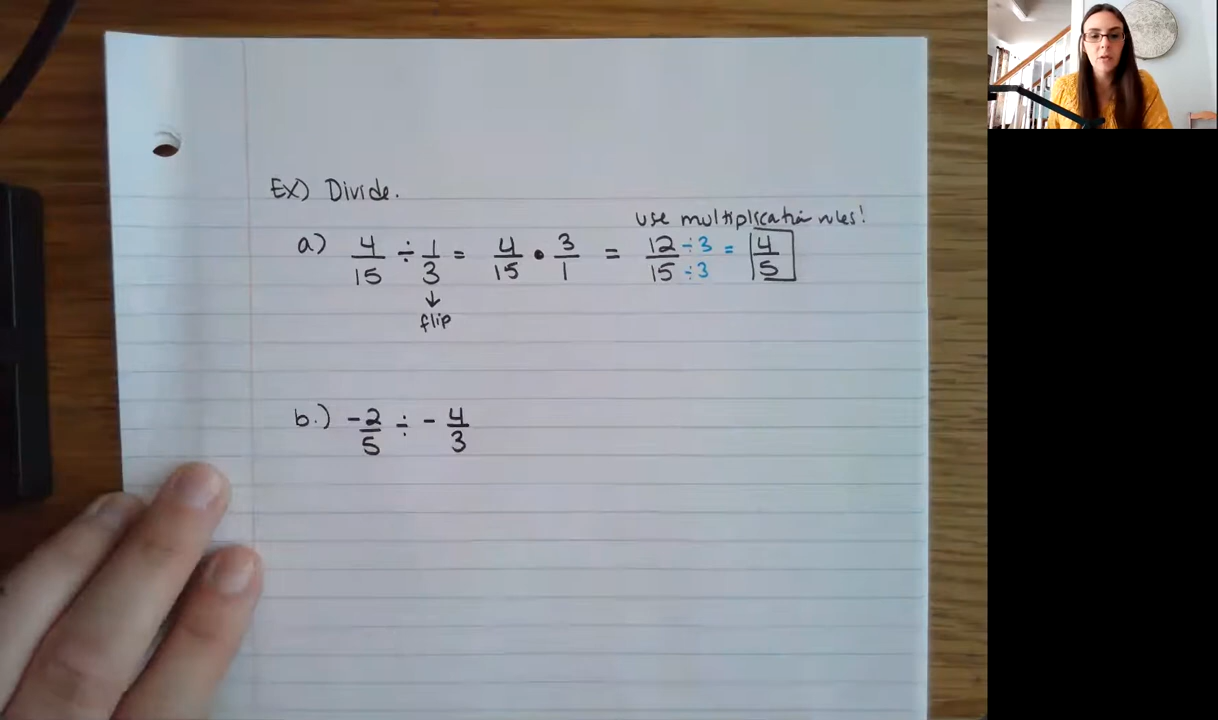 Ex) Divide.
use multiplication rules!
a) 4/15 ÷ 1/3 = 4/15 • 3/1 = 12/15 ÷3/÷3 = 4/5
↓
flip
b.) -2/5 ÷ - 4/3